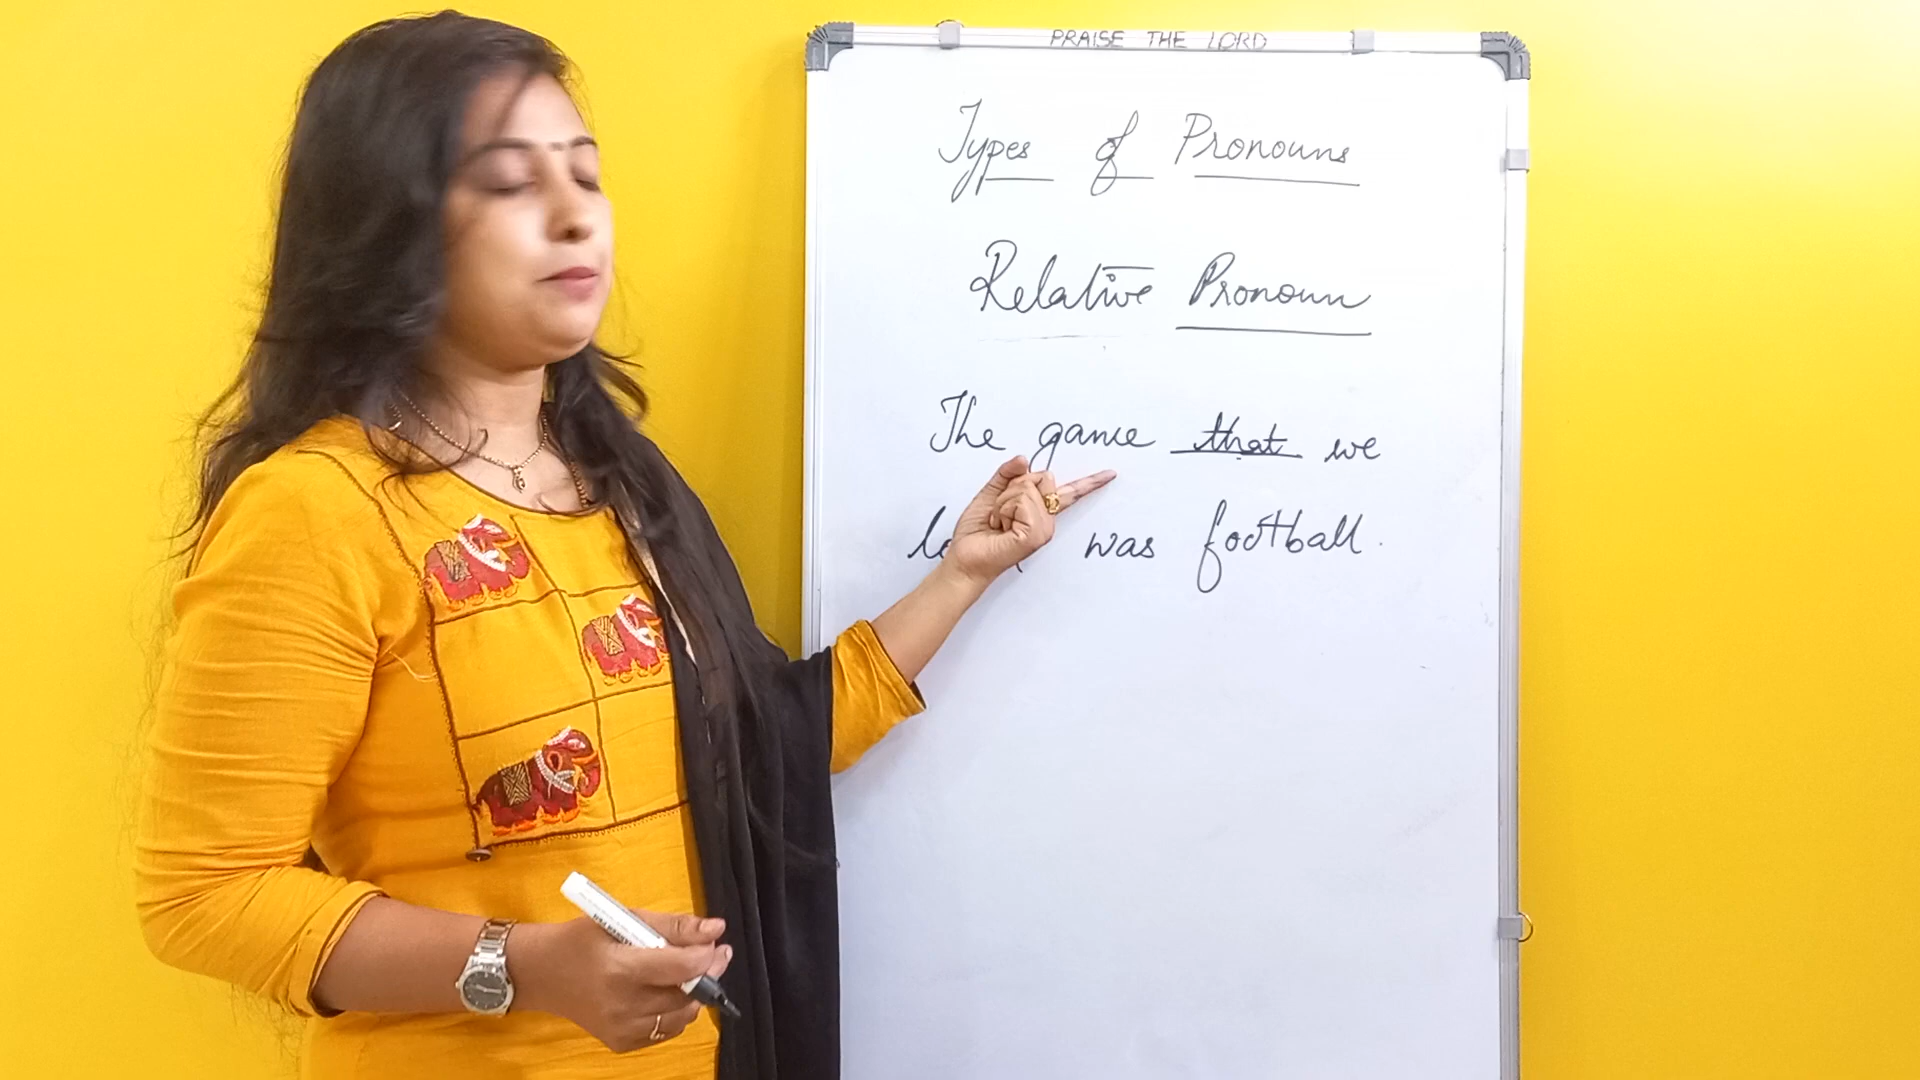 PRAISE THE LORD
Types of Pronouns
Relative Pronoun
The game that we
was football.